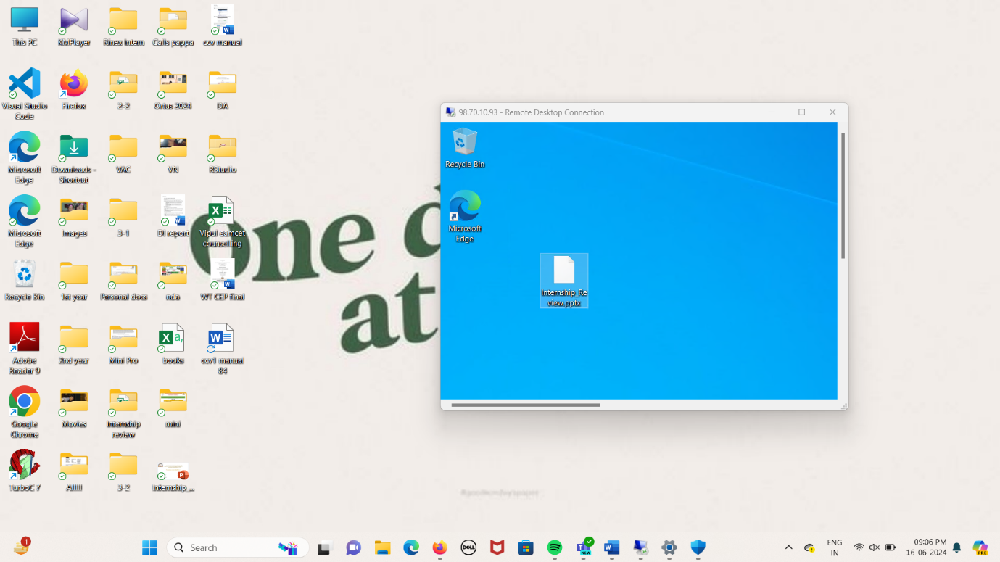 This PC
KMPlayer
Rinex Intern
Calls pappa
ccv manual
Visual Studio
Code
Firefox
2-2
Ortus 2024
DA
Microsoft
Edge
Downloads -
Shortcut
VAC
VN
RStudio
Microsoft
Edge
Images
3-1
DI report
Vipul eamcet
counselling
Recycle Bin
1st year
Personal docs
nda
WT CEP final
Adobe
Reader 9
2nd year
Mini Pro
books
ccv1 manual
84
Google
Chrome
Movies
Internship
review
mini
TurboC 7
AIIIII
3-2
Internship_...
One d
at
98.70.10.93 - Remote Desktop Connection
Recycle Bin
Microsoft
Edge
Internship_Re
view.pptx
1
Search
DELL
NEW
ENG
IN
09:06 PM
16-06-2024
PRE